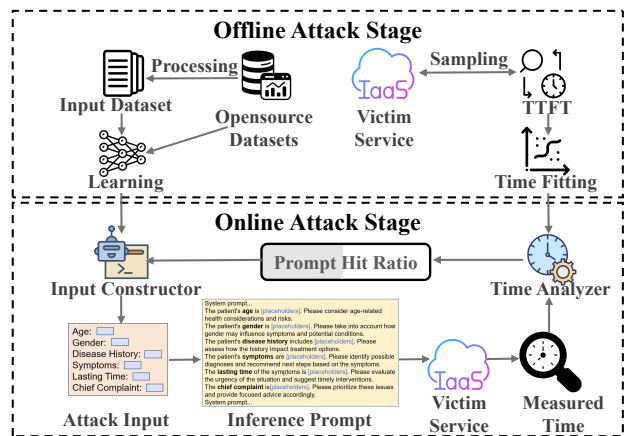 Offline Attack Stage
Processing
Sampling
IaaS
Input Dataset
Opensource
Datasets
Victim
Service
TTFT
Learning
Time Fitting
Online Attack Stage
>_
Prompt Hit Ratio
Input Constructor
Time Analyzer
Age:
Gender:
Disease History:
Symptoms:
Lasting Time:
Chief Complaint:
System prompt...
The patient's age is [placeholders]. Please consider age-related
health considerations and risks.
The patient's gender is [placeholders]. Please take into account how
gender may influence symptoms and potential conditions.
The patient's disease history includes [placeholders]. Please
assess how the history impact treatment options.
The patient's symptoms are [placeholders]. Please identify possible
diagnoses and recommend next steps based on the symptoms.
The lasting time of the symptoms is [placeholders]. Please evaluate
the urgency of the situation and suggest timely interventions.
The chief complaint is[placeholders]. Please prioritize these issues
and provide focused advice accordingly.
System prompt...
IaaS
Attack Input
Inference Prompt
Victim
Service
Measured
Time